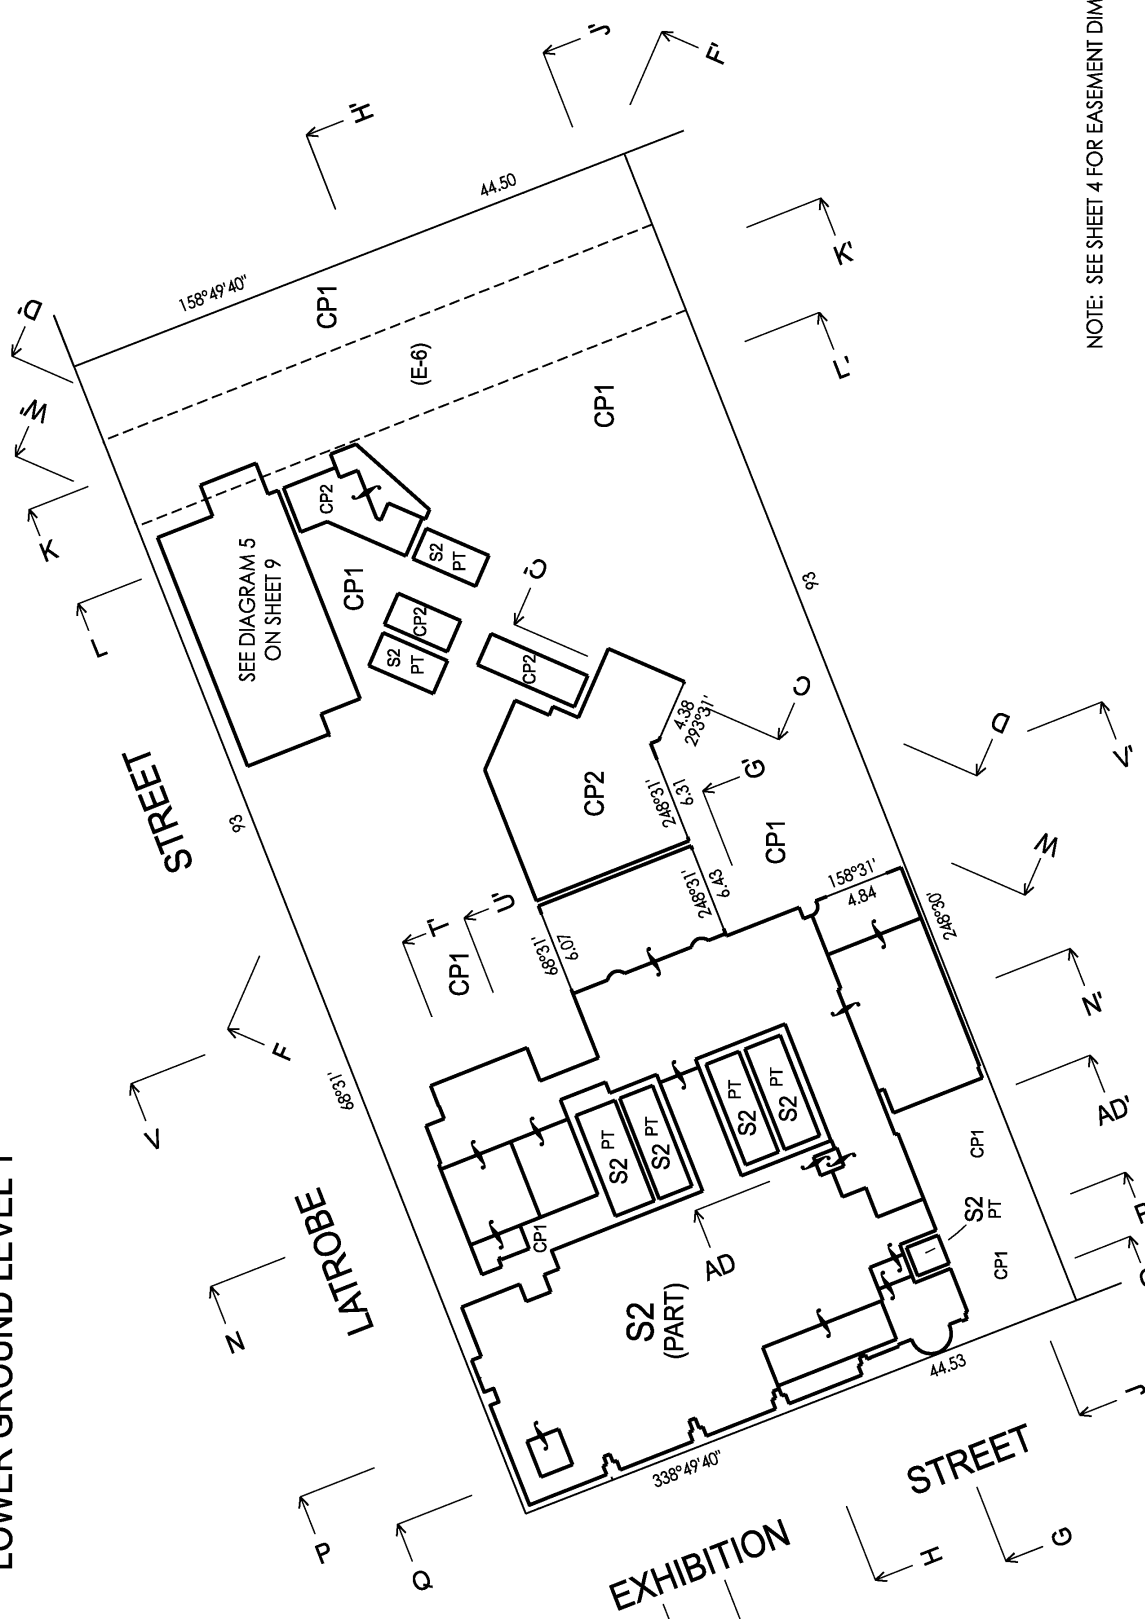 LOWER GROUND LEVEL 1
J'
F'
H'
44.50
158°49'40"
CP1
(E-6)
K'
L'
D'
W'
K
L
NOTE: SEE SHEET 4 FOR EASEMENT DIM
SEE DIAGRAM 5
ON SHEET 9
CP2
S2
PT
CP1
CP2
S2
PT
CP2
C'
CP1
93
STREET
93
CP2
4.38
293°31'
C
248°31'
6.31
G'
CP1
D
V'
W
248°31'
6.43
158°31'
4.84
248°30'
T'
U'
CP1
68°31'
6.07
F
V
68°31'
N'
AD'
S2 PT
S2 PT
S2 PT
S2 PT
CP1
CP1
S2
PT
CP1
P'
LATROBE
N
AD
S2
(PART)
44.53
338°49'40"
J
STREET
P
Q
EXHIBITION
H
G